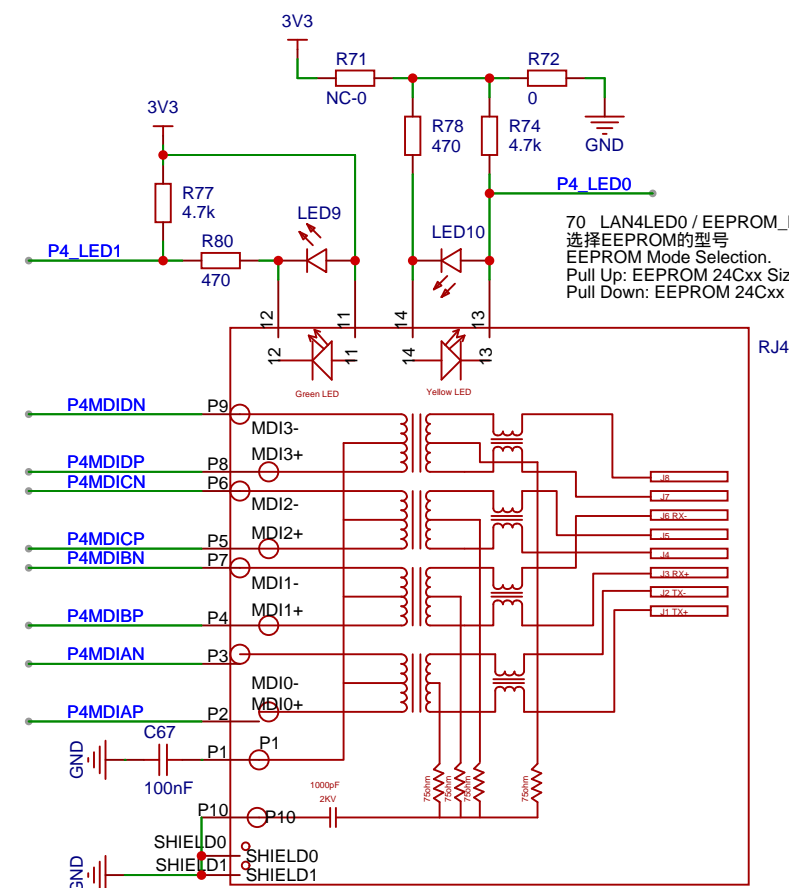 3V3
R71
NC-0
R72
0
GND
R78
470
R74
4.7k
3V3
R77
4.7k
P4_LED0
LED9
LED10
P4_LED1
R80
470
70 LAN4LED0 / EEPROM_
选择EEPROM的型号
EEPROM Mode Selection.
Pull Up: EEPROM 24Cxx Siz
Pull Down: EEPROM 24Cxx
12
11
14
13
RJ4
12
11
14
13
Green LED
Yellow LED
P4MDIDN
P9
MDI3-
MDI3+
P4MDIDP
P8
P4MDICN
P6
MDI2-
MDI2+
P4MDICP
P5
P4MDIBN
P7
MDI1-
MDI1+
P4MDIBP
P4
P4MDIAN
P3
MDI0-
MDI0+
P4MDIAP
P2
J8
J7
J6 RX-
J5
J4
J3 RX+
J2 TX-
J1 TX+
C67
100nF
GND
P1
P1
75ohm
75ohm
75ohm
75ohm
1000pF
2KV
P10
P10
SHIELD0
SHIELD0
SHIELD1
SHIELD1
GND